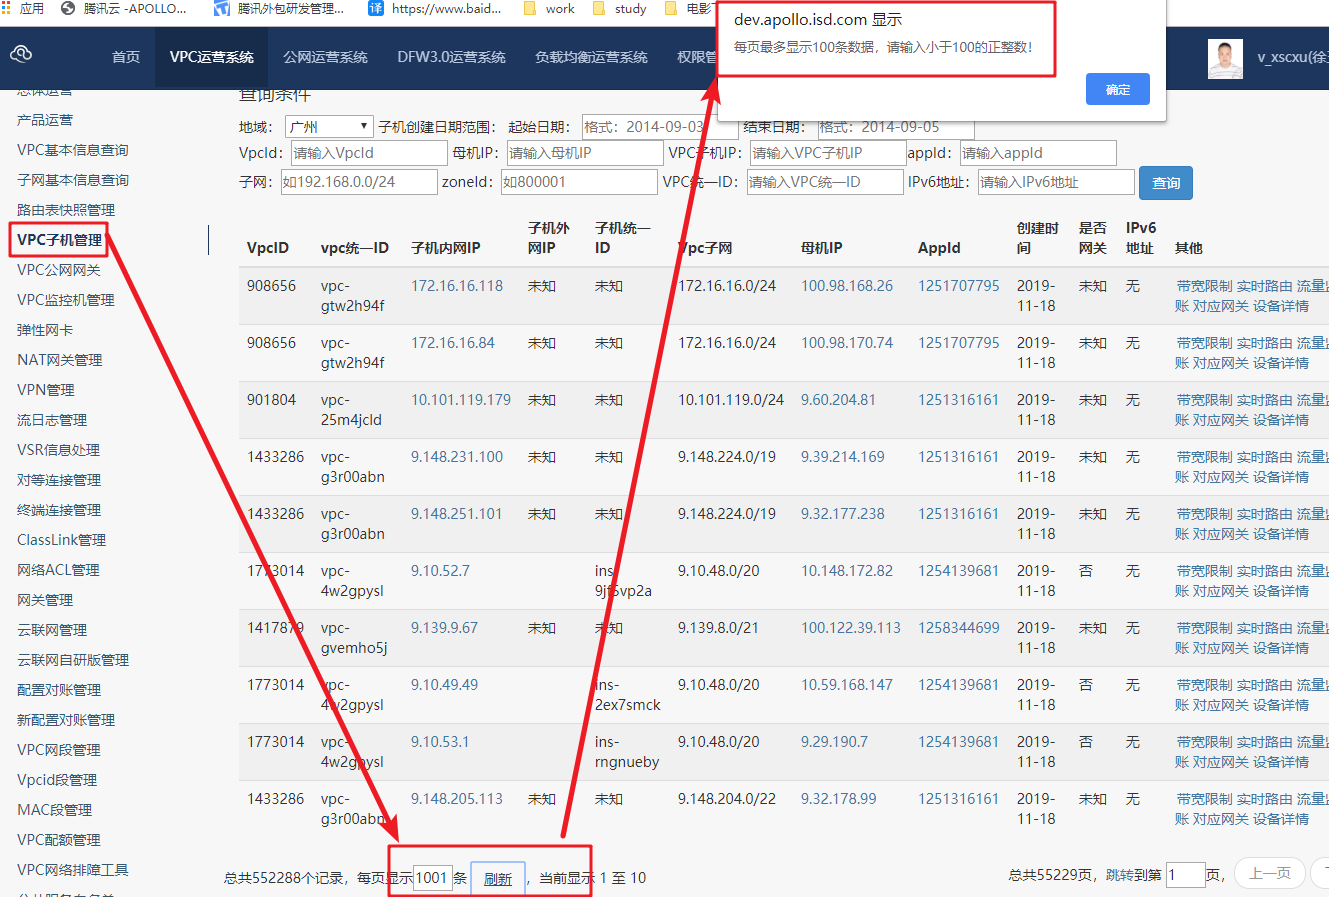 应用 腾讯云 -APOLLO... 腾讯外包研发管理... 译 https://www.baid... work study 电影
dev.apollo.isd.com 显示
每页最多显示100条数据，请输入小于100的正整数！
确定
首页 VPC运营系统 公网运营系统 DFW3.0运营系统 负载均衡运营系统 权限管
v_xscxu(徐
总体运营
产品运营
VPC基本信息查询
子网基本信息查询
路由表快照管理
VPC子机管理
VPC公网网关
VPC监控机管理
弹性网卡
NAT网关管理
VPN管理
流日志管理
VSR信息处理
对等连接管理
终端连接管理
ClassLink管理
网络ACL管理
网关管理
云联网管理
云联网自研版管理
配置对账管理
新配置对账管理
VPC网段管理
Vpcid段管理
MAC段管理
VPC配额管理
VPC网络排障工具
查询条件
地域： 广州 子机创建日期范围： 起始日期： 格式：2014-09-03 结束日期： 格式：2014-09-05
VpcId： 请输入VpcId 母机IP： 请输入母机IP VPC子机IP： 请输入VPC子机IP appId： 请输入appId
子网： 如192.168.0.0/24 zoneId： 如800001 VPC统一ID： 请输入VPC统一ID IPv6地址： 请输入IPv6地址 查询
VpcID vpc统一ID 子机内网IP 子机外网IP 子机统一ID Vpc子网 母机IP AppId 创建时间 是否网关 IPv6地址 其他
908656 vpc-gtw2h94f 172.16.16.118 未知 未知 172.16.16.0/24 100.98.168.26 1251707795 2019-11-18 未知 无 带宽限制 实时路由 流量监账 对应网关 设备详情
908656 vpc-gtw2h94f 172.16.16.84 未知 未知 172.16.16.0/24 100.98.170.74 1251707795 2019-11-18 未知 无 带宽限制 实时路由 流量监账 对应网关 设备详情
901804 vpc-25m4jcld 10.101.119.179 未知 未知 10.101.119.0/24 9.60.204.81 1251316161 2019-11-18 未知 无 带宽限制 实时路由 流量监账 对应网关 设备详情
1433286 vpc-g3r00abn 9.148.231.100 未知 未知 9.148.224.0/19 9.39.214.169 1251316161 2019-11-18 未知 无 带宽限制 实时路由 流量监账 对应网关 设备详情
1433286 vpc-g3r00abn 9.148.251.101 未知 未知 9.148.224.0/19 9.32.177.238 1251316161 2019-11-18 未知 无 带宽限制 实时路由 流量监账 对应网关 设备详情
1773014 vpc-4w2gpysl 9.10.52.7 ins-9jf5vp2a 9.10.48.0/20 10.148.172.82 1254139681 2019-11-18 否 无 带宽限制 实时路由 流量监账 对应网关 设备详情
1417879 vpc-gvemho5j 9.139.9.67 未知 未知 9.139.8.0/21 100.122.39.113 1258344699 2019-11-18 未知 无 带宽限制 实时路由 流量监账 对应网关 设备详情
1773014 vpc-4w2gpysl 9.10.49.49 ins-2ex7smck 9.10.48.0/20 10.59.168.147 1254139681 2019-11-18 否 无 带宽限制 实时路由 流量监账 对应网关 设备详情
1773014 vpc-4w2gpysl 9.10.53.1 ins-rngnueby 9.10.48.0/20 9.29.190.7 1254139681 2019-11-18 否 无 带宽限制 实时路由 流量监账 对应网关 设备详情
1433286 vpc-g3r00abn 9.148.205.113 未知 未知 9.148.204.0/22 9.32.178.99 1251316161 2019-11-18 未知 无 带宽限制 实时路由 流量监账 对应网关 设备详情
总共552288个记录，每页显示1001条 刷新 ，当前显示 1 至 10
总共55229页，跳转到第 1 页， 上一页